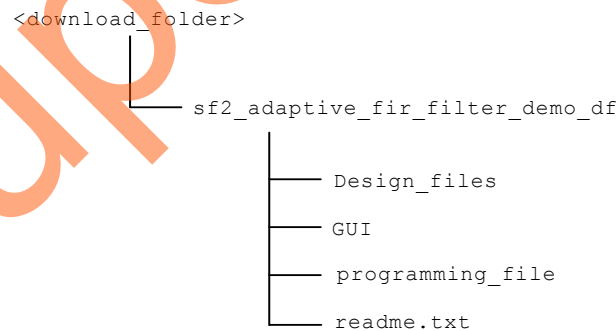 <download_folder>
sf2_adaptive_fir_filter_demo_df
Design_files
GUI
programming_file
readme.txt